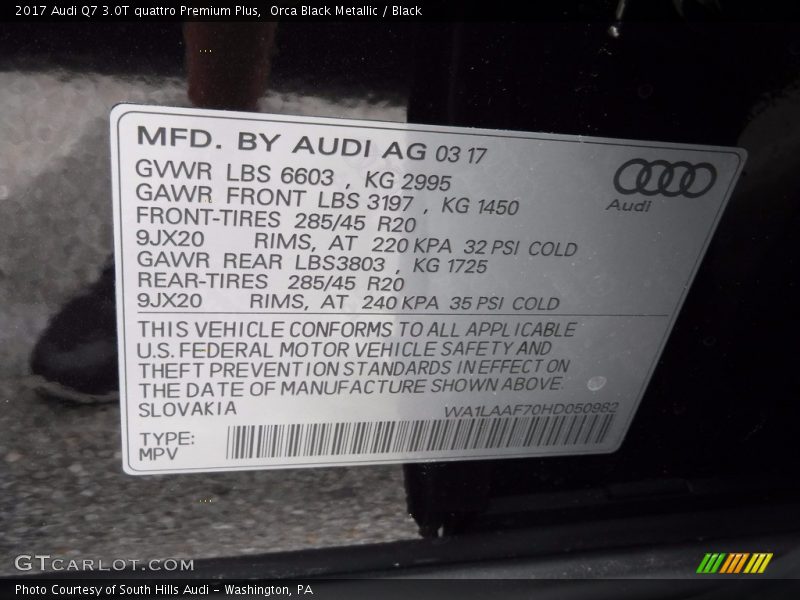 2017 Audi Q7 3.0T quattro Premium Plus,  Orca Black Metallic / Black
MFD. BY AUDI AG 03 17
GVWR LBS 6603 , KG 2995
GAWR FRONT LBS 3197 , KG 1450
FRONT-TIRES 285/45 R20
9JX20 RIMS, AT 220 KPA 32 PSI COLD
GAWR REAR LBS3803 , KG 1725
REAR-TIRES 285/45 R20
9JX20 RIMS, AT 240 KPA 35 PSI COLD
Audi
THIS VEHICLE CONFORMS TO ALL APPLICABLE
U.S. FEDERAL MOTOR VEHICLE SAFETY AND
THEFT PREVENTION STANDARDS IN EFFECT ON
THE DATE OF MANUFACTURE SHOWN ABOVE.
SLOVAKIA WA1LAAF70HD050982
TYPE:
MPV
GTCARLOT.COM
Photo Courtesy of South Hills Audi - Washington, PA